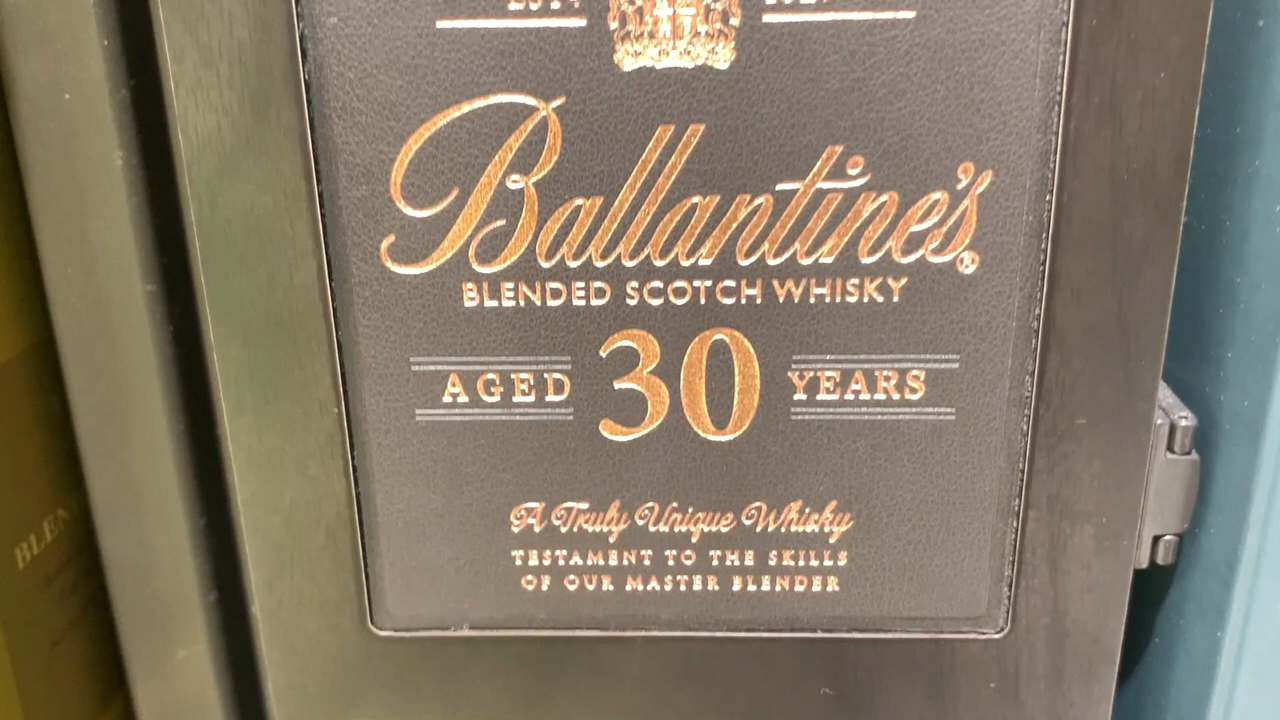 Ballantine's®
BLENDED SCOTCH WHISKY
AGED 30 YEARS
A Truly Unique Whisky
TESTAMENT TO THE SKILLS
OF OUR MASTER BLENDER